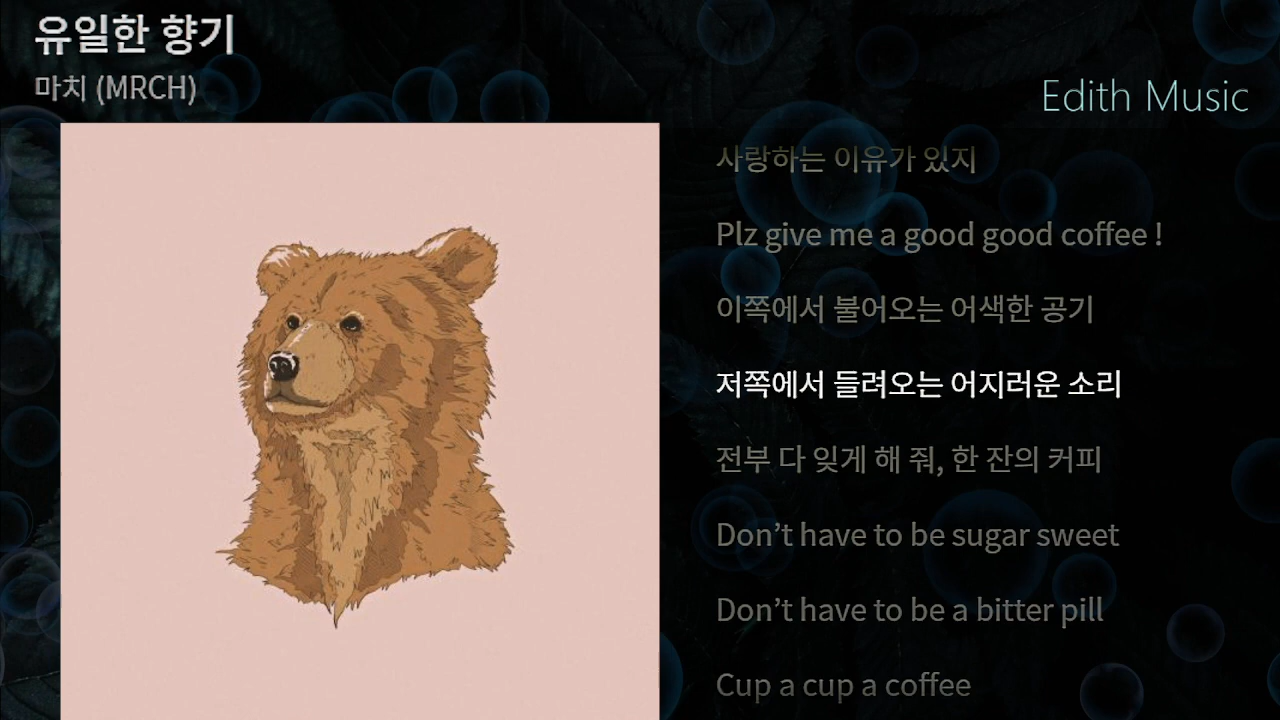 유일한 향기
마치 (MRCH)
Edith Music
사랑하는 이유가 있지
Plz give me a good good coffee !
이쪽에서 불어오는 어색한 공기
저쪽에서 들려오는 어지러운 소리
전부 다 잊게 해 줘, 한 잔의 커피
Don’t have to be sugar sweet
Don’t have to be a bitter pill
Cup a cup a coffee